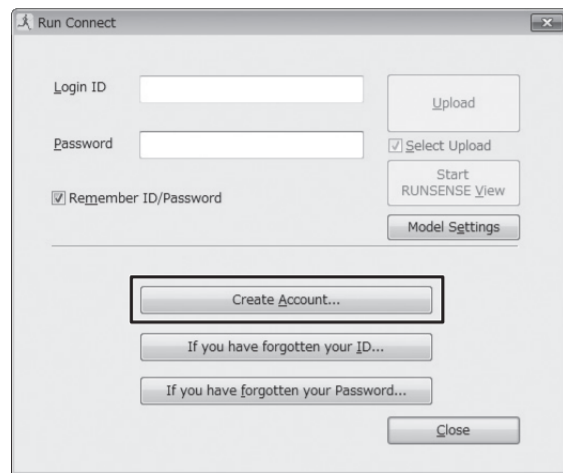 Run Connect
Login ID
Upload
Password
Select Upload
Start
RUNSENSE View
Remember ID/Password
Model Settings
Create Account...
If you have forgotten your ID...
If you have forgotten your Password...
Close